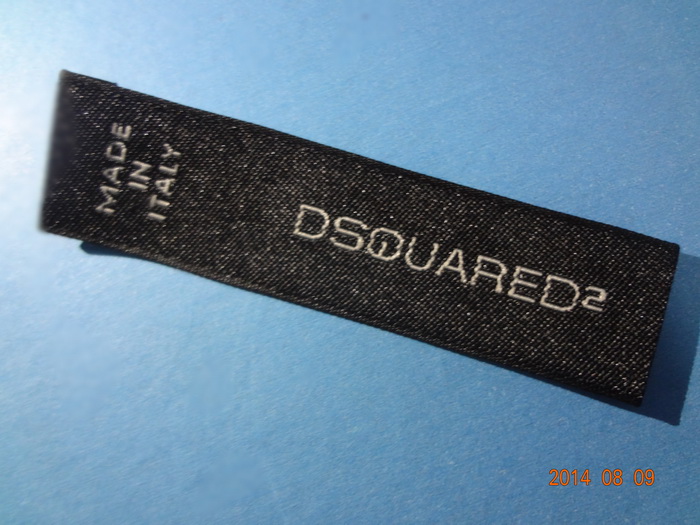 MADE
IN
ITALY
DSQUARED2
2014 08 09